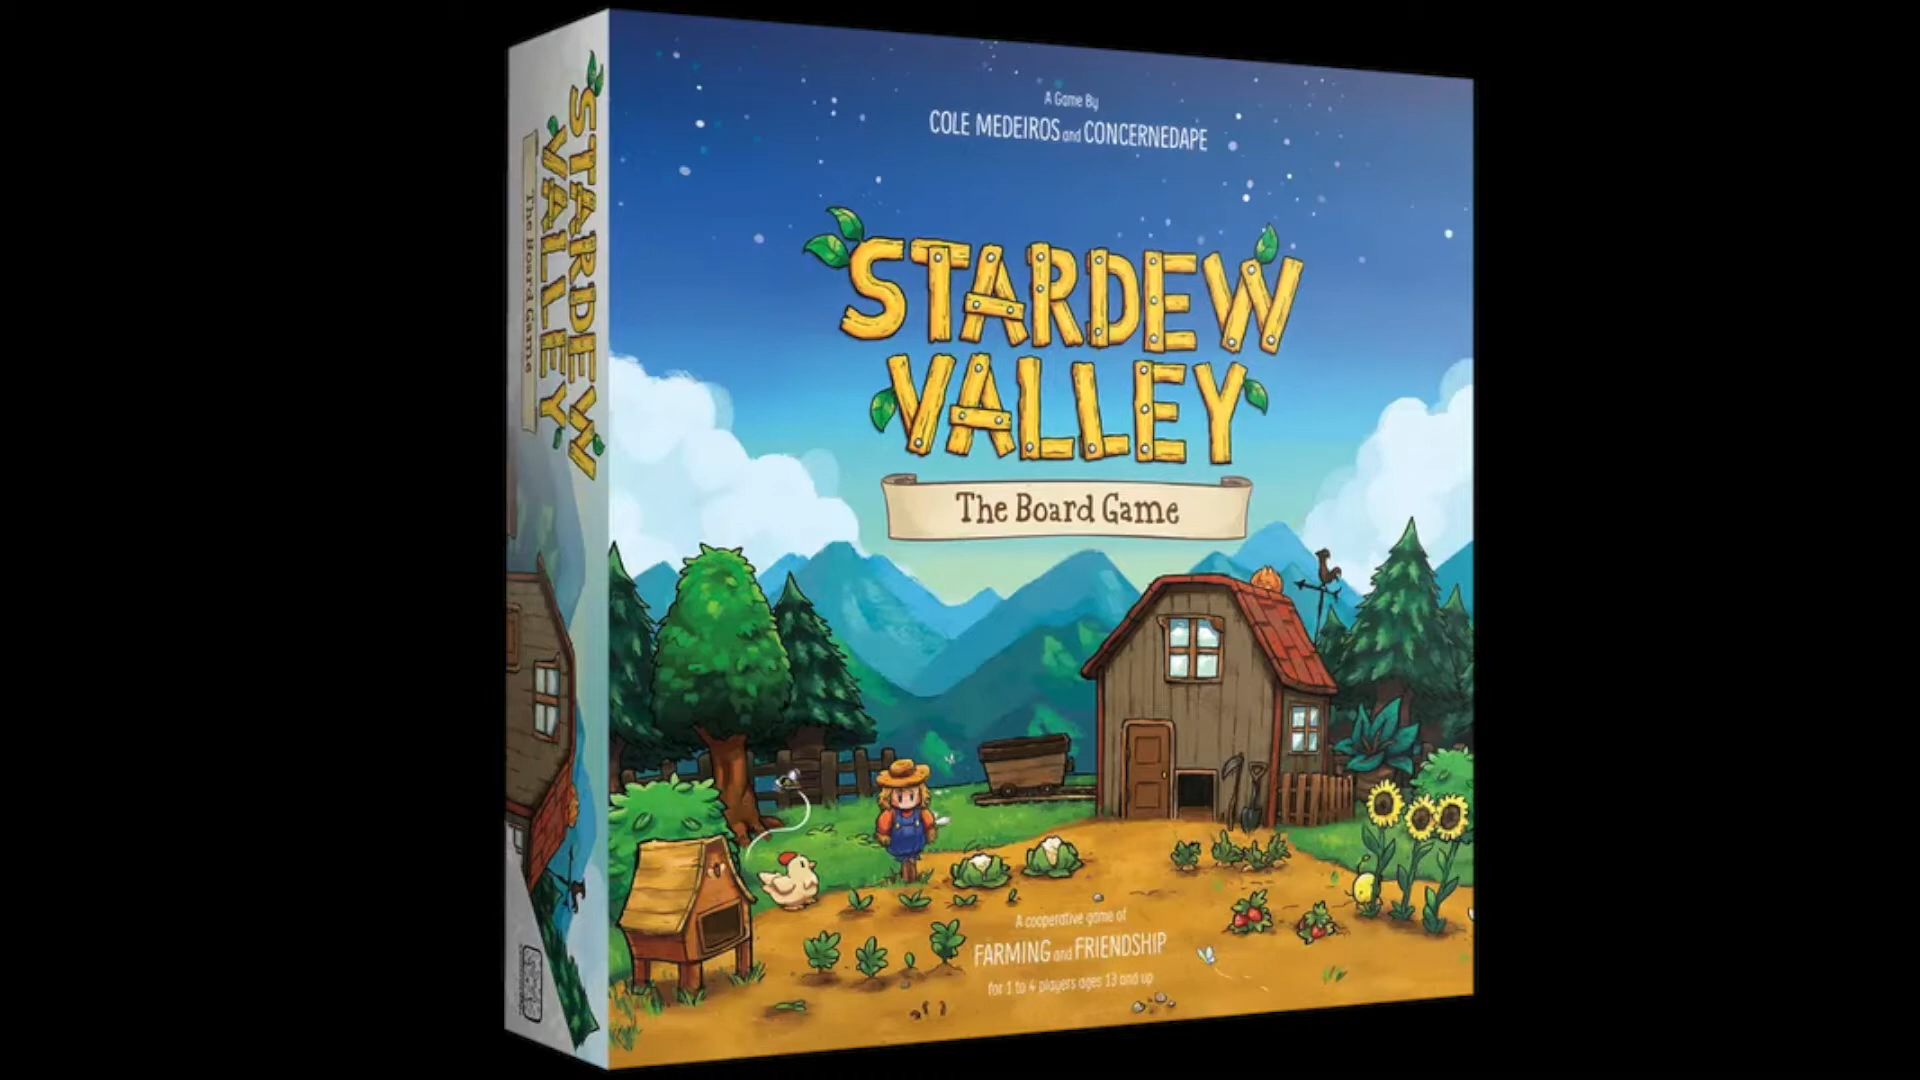 A Game By
COLE MEDEIROS and CONCERNEDAPE
STARDEW
VALLEY
The Board Game
A cooperative game of
FARMING and FRIENDSHIP
for 1 to 4 players ages 13 and up
STARDEW
VALLEY
The Board Game